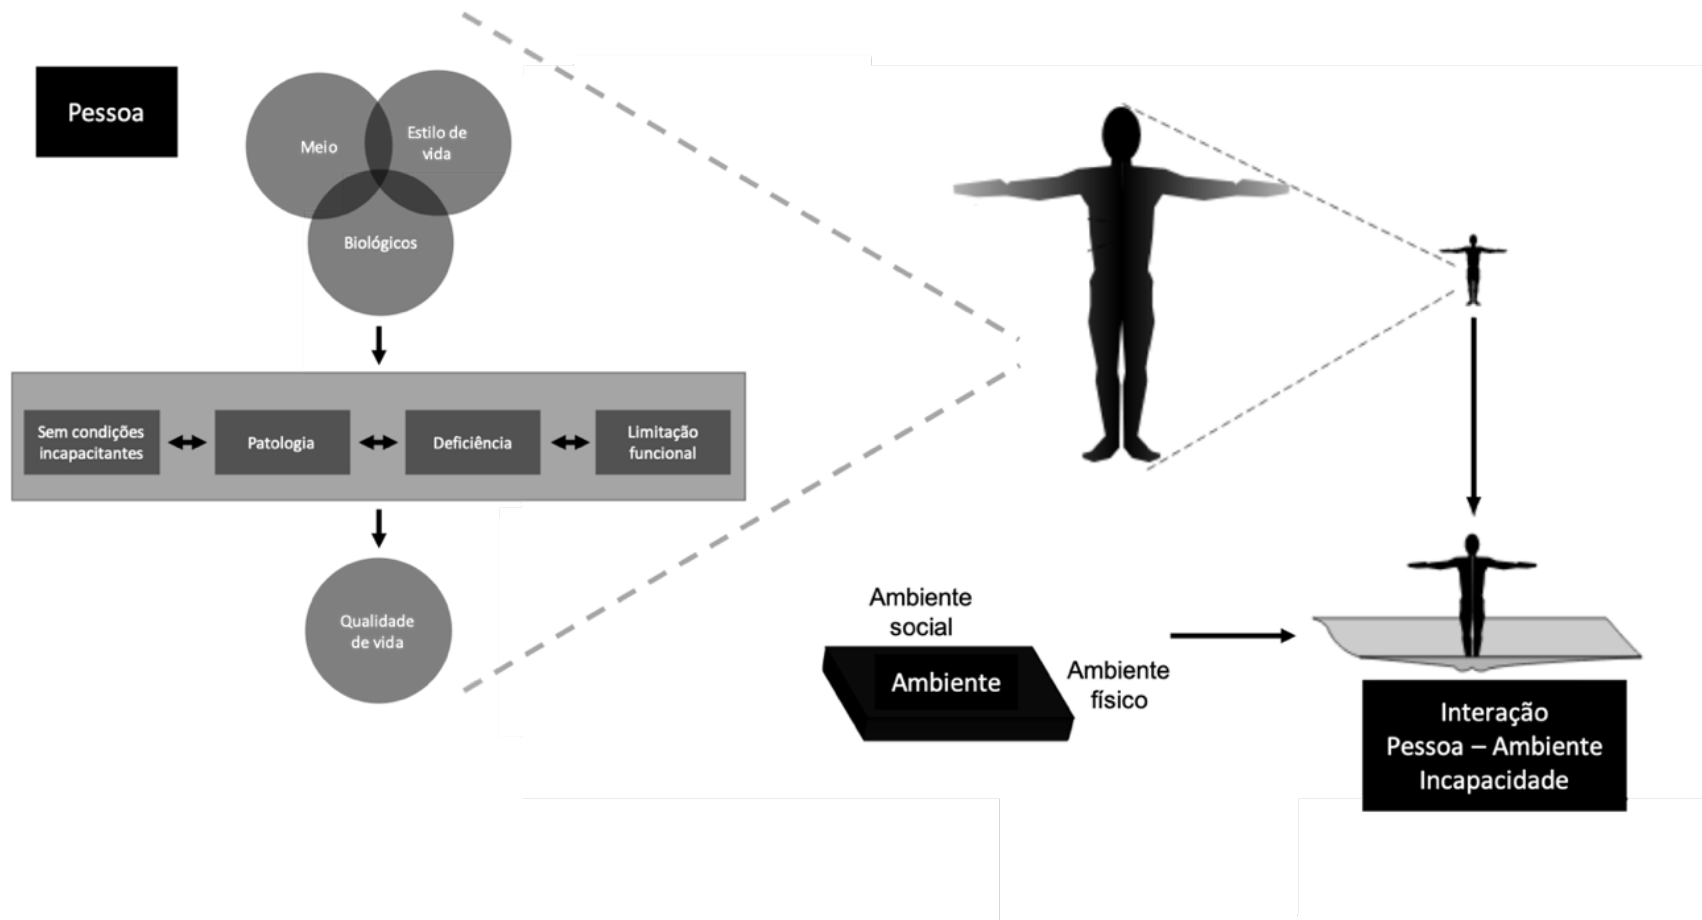 Pessoa
Meio
Estilo de
vida
Biológicos
Sem condições
incapacitantes
Patologia
Deficiência
Limitação
funcional
Qualidade
de vida
Ambiente
social
Ambiente
Ambiente
físico
Interação
Pessoa – Ambiente
Incapacidade